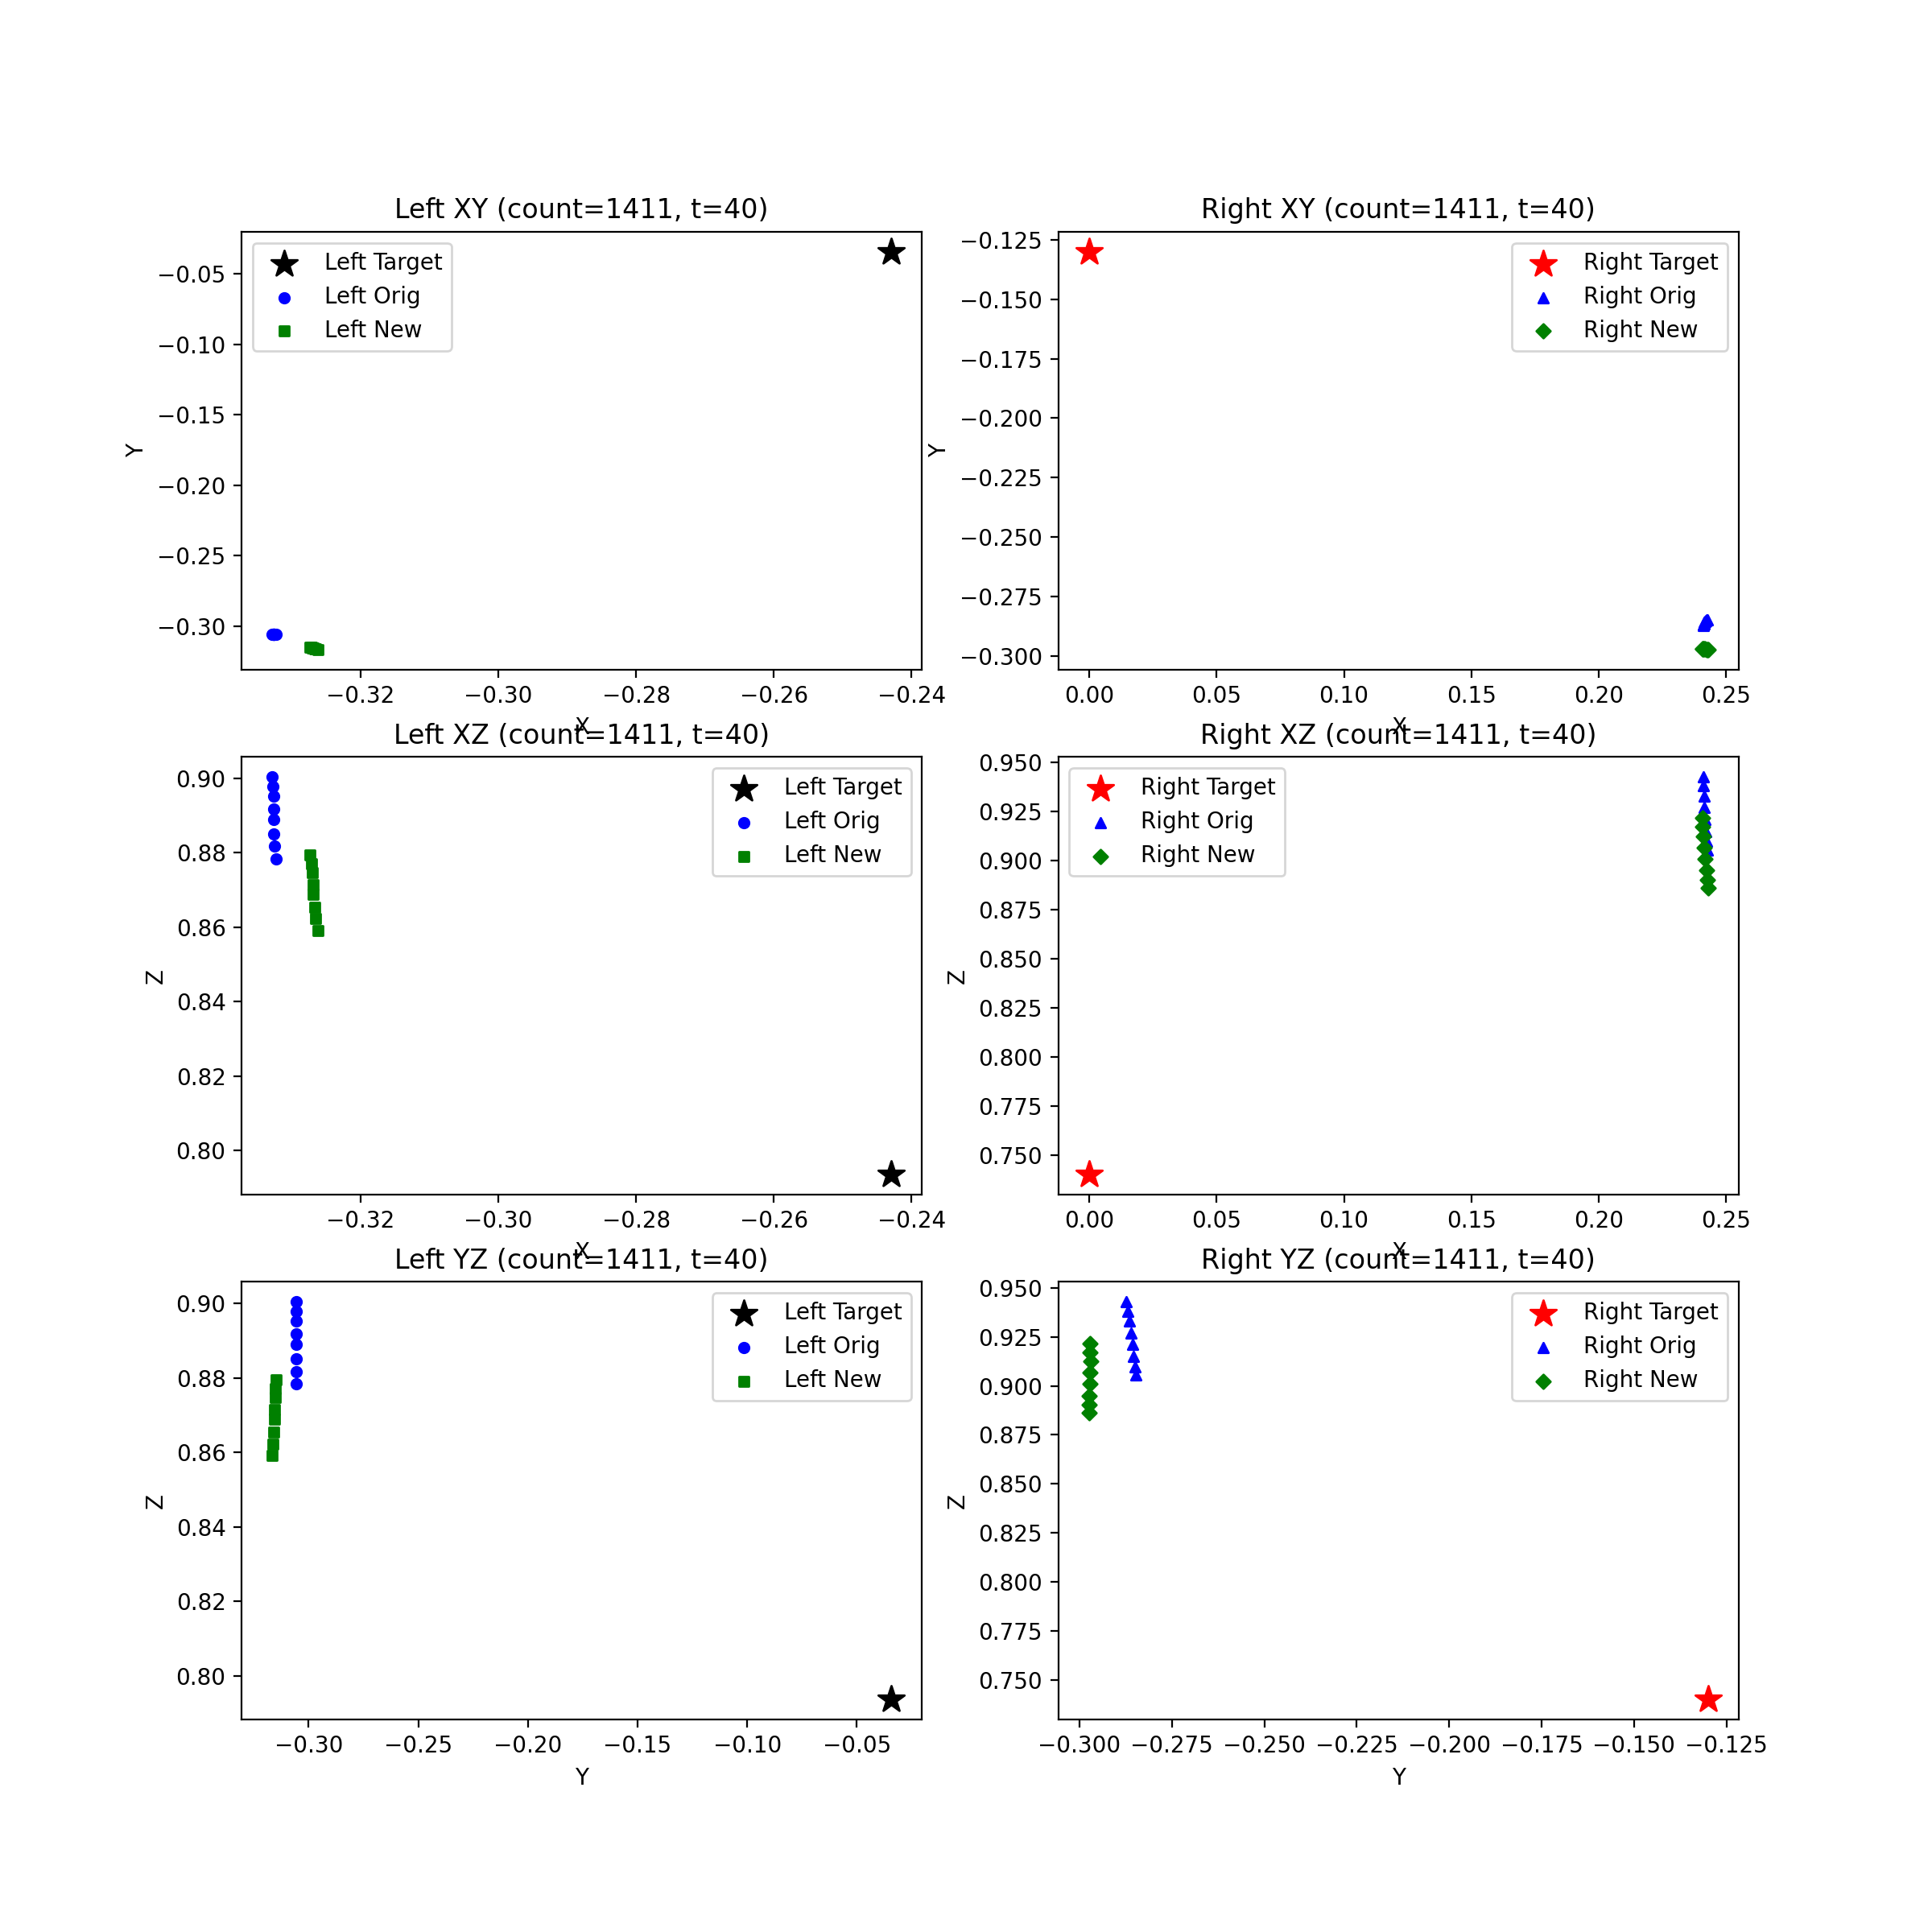 Left XY (count=1411, t=40)
Left Target
Left Orig
Left New
Y
−0.05
−0.10
−0.15
−0.20
−0.25
−0.30
−0.32 −0.30 −0.28 −0.26 −0.24
X
Right XY (count=1411, t=40)
Right Target
Right Orig
Right New
Y
−0.125
−0.150
−0.175
−0.200
−0.225
−0.250
−0.275
−0.300
0.00 0.05 0.10 0.15 0.20 0.25
X
Left XZ (count=1411, t=40)
Left Target
Left Orig
Left New
Z
0.90
0.88
0.86
0.84
0.82
0.80
−0.32 −0.30 −0.28 −0.26 −0.24
X
Right XZ (count=1411, t=40)
Right Target
Right Orig
Right New
Z
0.950
0.925
0.900
0.875
0.850
0.825
0.800
0.775
0.750
0.00 0.05 0.10 0.15 0.20 0.25
X
Left YZ (count=1411, t=40)
Left Target
Left Orig
Left New
Z
0.90
0.88
0.86
0.84
0.82
0.80
−0.30 −0.25 −0.20 −0.15 −0.10 −0.05
Y
Right YZ (count=1411, t=40)
Right Target
Right Orig
Right New
Z
0.950
0.925
0.900
0.875
0.850
0.825
0.800
0.775
0.750
−0.300 −0.275 −0.250 −0.225 −0.200 −0.175 −0.150 −0.125
Y